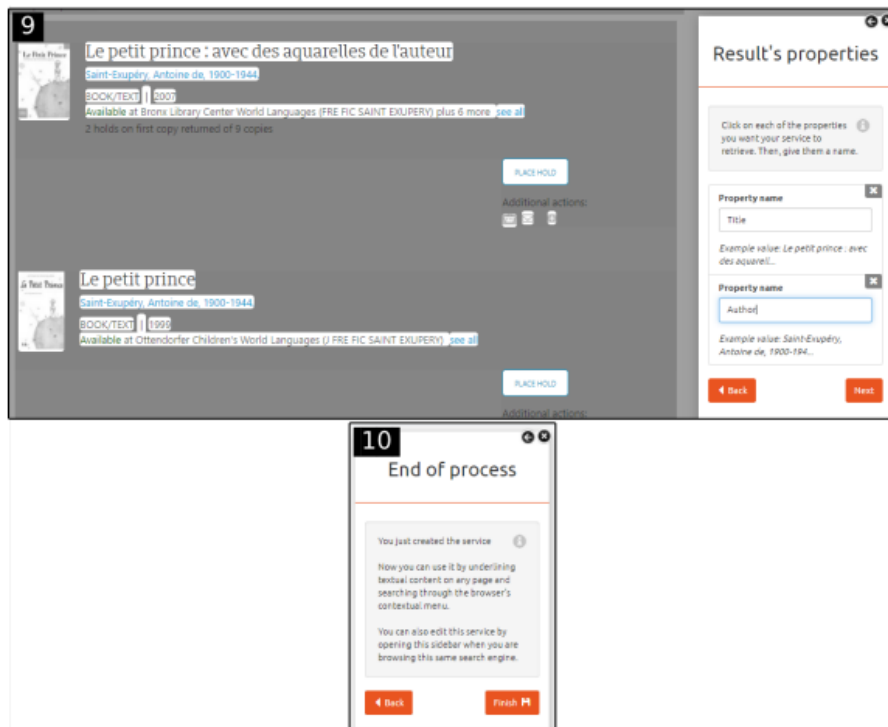 9
Le petit prince : avec des aquarelles de l'auteur
Saint-Exupéry, Antoine de, 1900-1944,
BOOK/TEXT | 2007
Available at Bronx Library Center World Languages (FRE FIC SAINT EXUPERY) plus 6 more see all
2 holds on first copy returned of 9 copies
PLACE HOLD
Additional actions:
Le petit prince
Saint-Exupéry, Antoine de, 1900-1944,
BOOK/TEXT | 1999
Available at Ottendorfer Children's World Languages (J FRE FIC SAINT EXUPERY) see all
PLACE HOLD
Additional actions:
Result's properties
Click on each of the properties
you want your service to
retrieve. Then, give them a name.
Property name
Title
Example value: Le petit prince : avec
des aquarell...
Property name
Author
Example value: Saint-Exupéry,
Antoine de, 1900-194...
Back
Next
10
End of process
You just created the service
Now you can use it by underlining
textual content on any page and
searching through the browser's
contextual menu.
You can also edit this service by
opening this sidebar when you are
browsing this same search engine.
Back
Finish